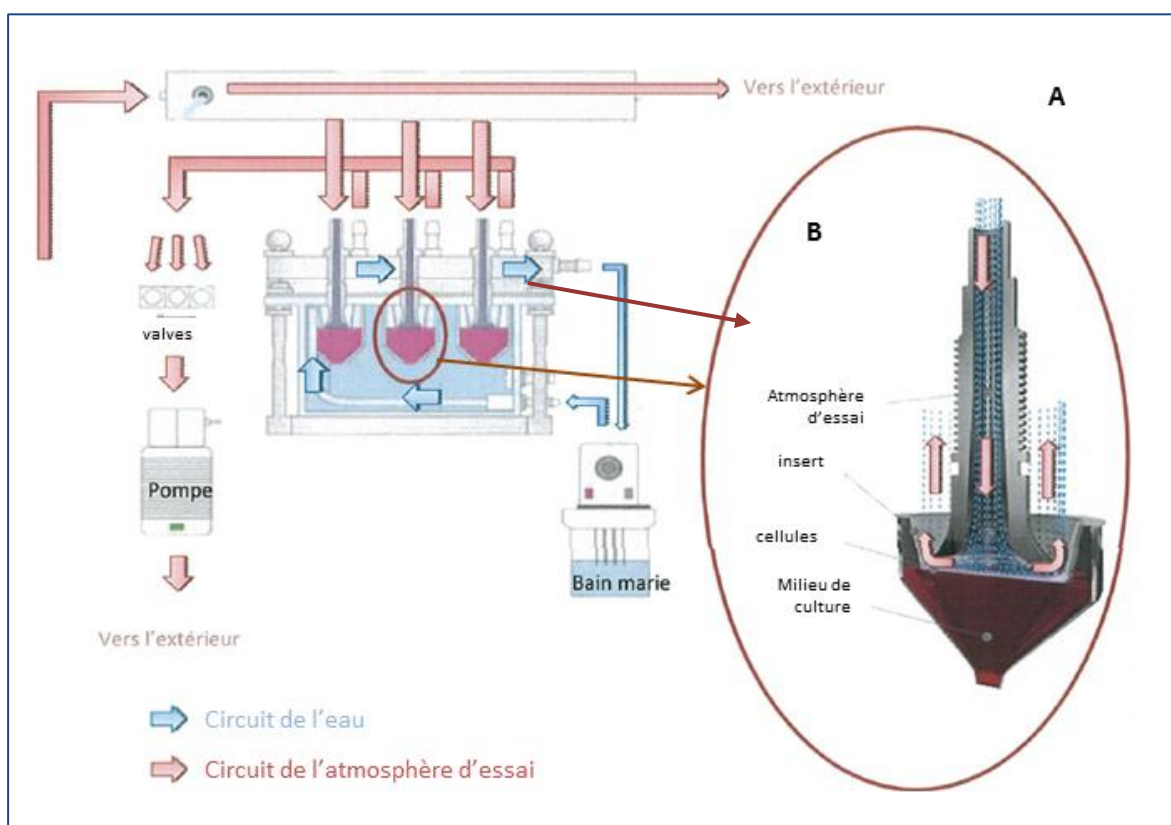 Vers l'extérieur
A
B
valves
Atmosphère
d'essai
insert
Pompe
cellules
Bain marie
Milieu de
culture
Vers l'extérieur
Circuit de l'eau
Circuit de l'atmosphère d'essai